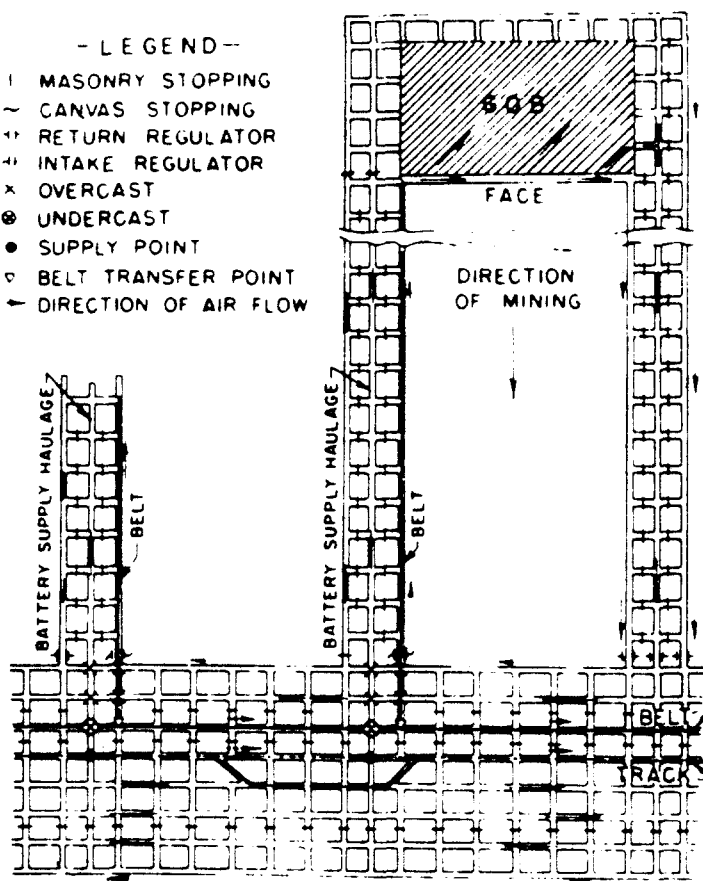 -LEGEND-
MASONRY STOPPING
CANVAS STOPPING
RETURN REGULATOR
INTAKE REGULATOR
OVERCAST
UNDERCAST
SUPPLY POINT
BELT TRANSFER POINT
DIRECTION OF AIR FLOW
GOB
FACE
DIRECTION
OF MINING
BATTERY SUPPLY HAULAGE
BELT
BATTERY SUPPLY HAULAGE
BELT
BELT
TRACK